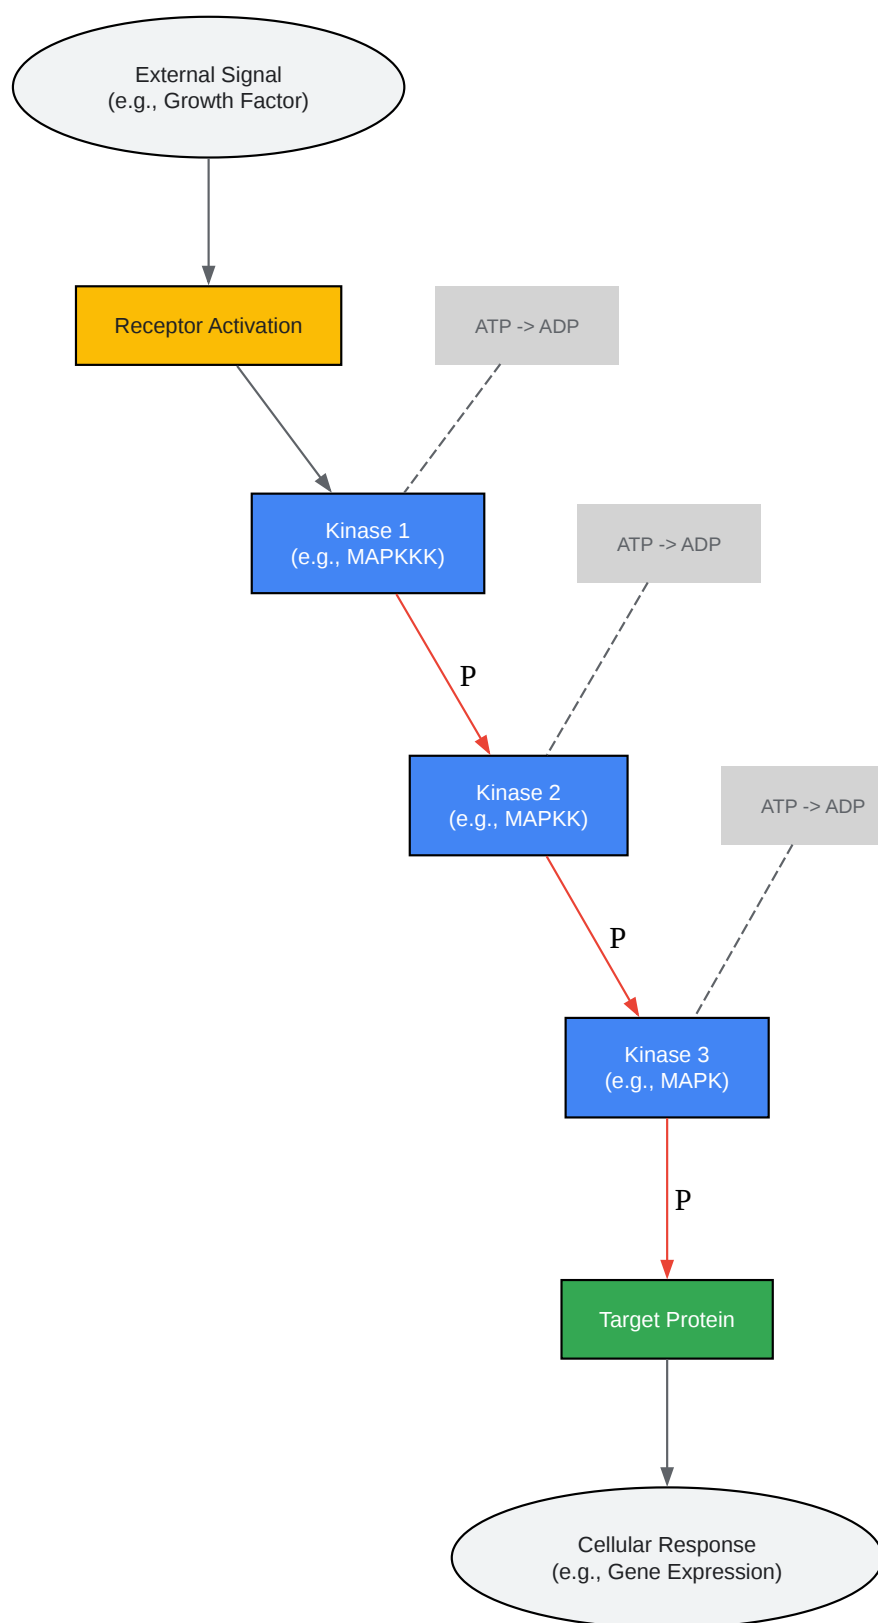 External Signal
(e.g., Growth Factor)
Receptor Activation
ATP -> ADP
Kinase 1
(e.g., MAPKKK)
ATP -> ADP
P
Kinase 2
(e.g., MAPKK)
ATP -> ADP
P
Kinase 3
(e.g., MAPK)
P
Target Protein
Cellular Response
(e.g., Gene Expression)